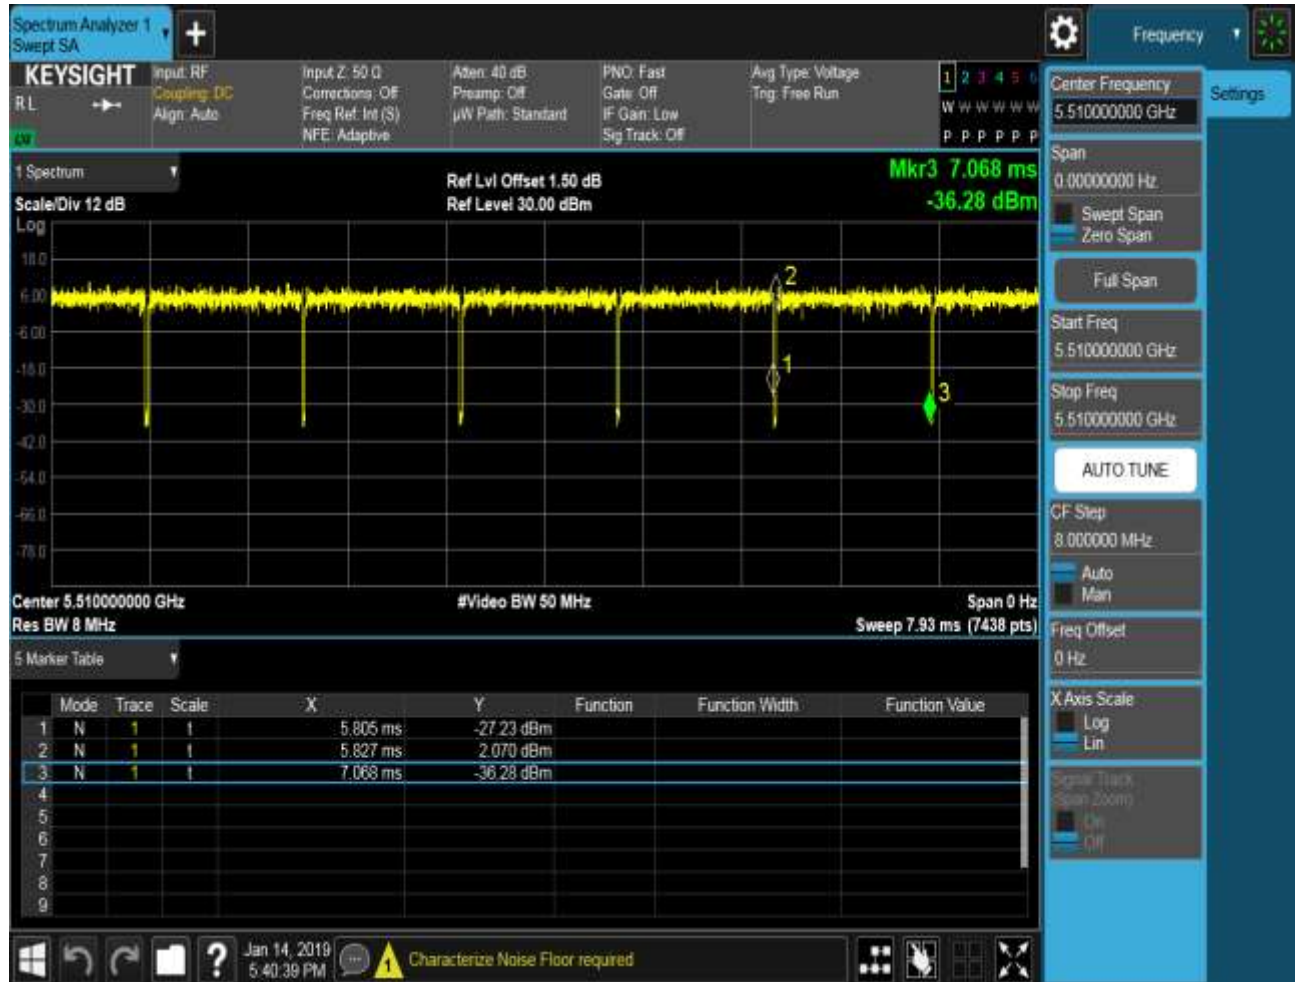 Spectrum Analyzer 1
Swept SA
Frequency
KEYSIGHT
RL
Input: RF
Coupling: DC
Align: Auto
Input Z: 50 Ω
Corrections: Off
Freq Ref: Int (S)
NFE: Adaptive
Atten: 40 dB
Preamp: Off
µW Path: Standard
PNO: Fast
Gate: Off
IF Gain: Low
Sig Track: Off
Avg Type: Voltage
Trig: Free Run
1 2 3 4 5 6
W W W W W W
P P P P P P
1 Spectrum
Scale/Div 12 dB
Ref Lvl Offset 1.50 dB
Ref Level 30.00 dBm
Mkr3 7.068 ms
-36.28 dBm
Log
18.0
6.00
-6.00
-18.0
-30.0
-42.0
-54.0
-66.0
-78.0
2
1
3
Center 5.510000000 GHz
#Video BW 50 MHz
Span 0 Hz
Res BW 8 MHz
Sweep 7.93 ms (7438 pts)
5 Marker Table
Mode Trace Scale X Y Function Function Width Function Value
1 N 1 t 5.805 ms -27.23 dBm
2 N 1 t 5.827 ms 2.070 dBm
3 N 1 t 7.068 ms -36.28 dBm
4
5
6
7
8
9
Jan 14, 2019
5:40:39 PM
Characterize Noise Floor required
Center Frequency
5.510000000 GHz
Settings
Span
0.00000000 Hz
Swept Span
Zero Span
Full Span
Start Freq
5.510000000 GHz
Stop Freq
5.510000000 GHz
AUTO TUNE
CF Step
8.000000 MHz
Auto
Man
Freq Offset
0 Hz
X Axis Scale
Log
Lin
Signal Track
(Span Zoom)
On
Off